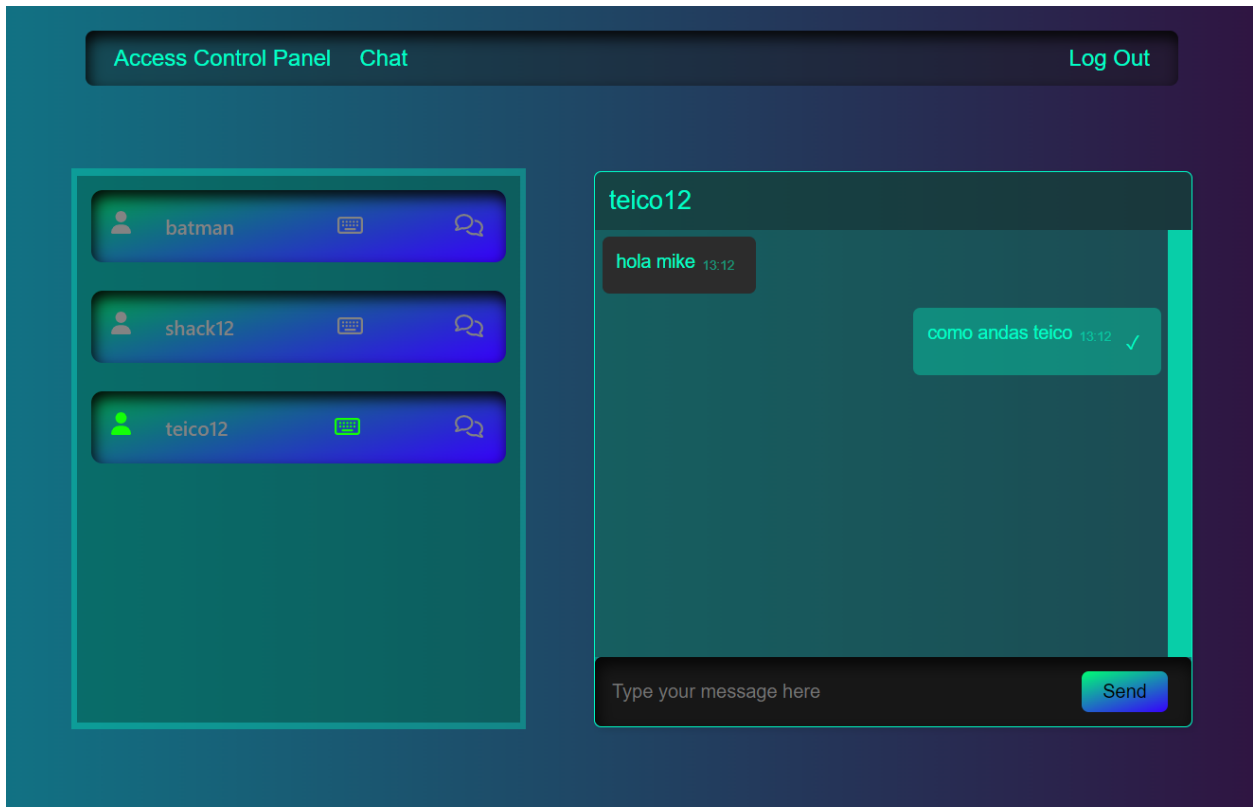 Access Control Panel Chat Log Out
batman
shack12
teico12
teico12
hola mike 13:12
como andas teico 13:12 ✓
Type your message here
Send